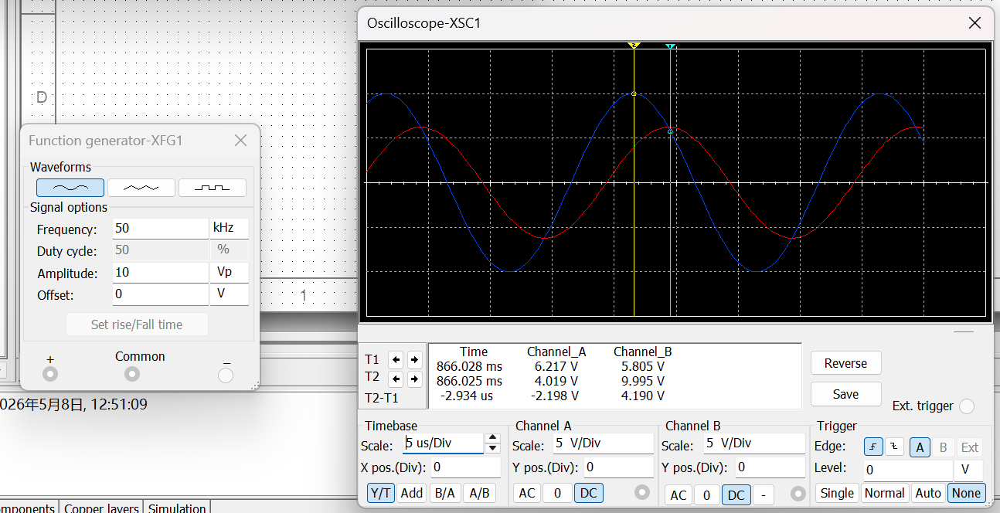 Oscilloscope-XSC1
D
Function generator-XFG1
Waveforms
Signal options
Frequency: 50 kHz
Duty cycle: 50 %
Amplitude: 10 Vp
Offset: 0 V
Set rise/Fall time
+ Common −
1
2
1
Time Channel_A Channel_B
T1 866.028 ms 6.217 V 5.805 V
T2 866.025 ms 4.019 V 9.995 V
T2-T1 -2.934 us -2.198 V 4.190 V
Reverse
Save
Ext. trigger
Timebase
Scale: 5 us/Div
X pos.(Div): 0
Y/T Add B/A A/B
Channel A
Scale: 5 V/Div
Y pos.(Div): 0
AC 0 DC
Channel B
Scale: 5 V/Div
Y pos.(Div): 0
AC 0 DC -
Trigger
Edge: A B Ext
Level: 0 V
Single Normal Auto None
026年5月8日, 12:51:09
mponents Copper layers Simulation